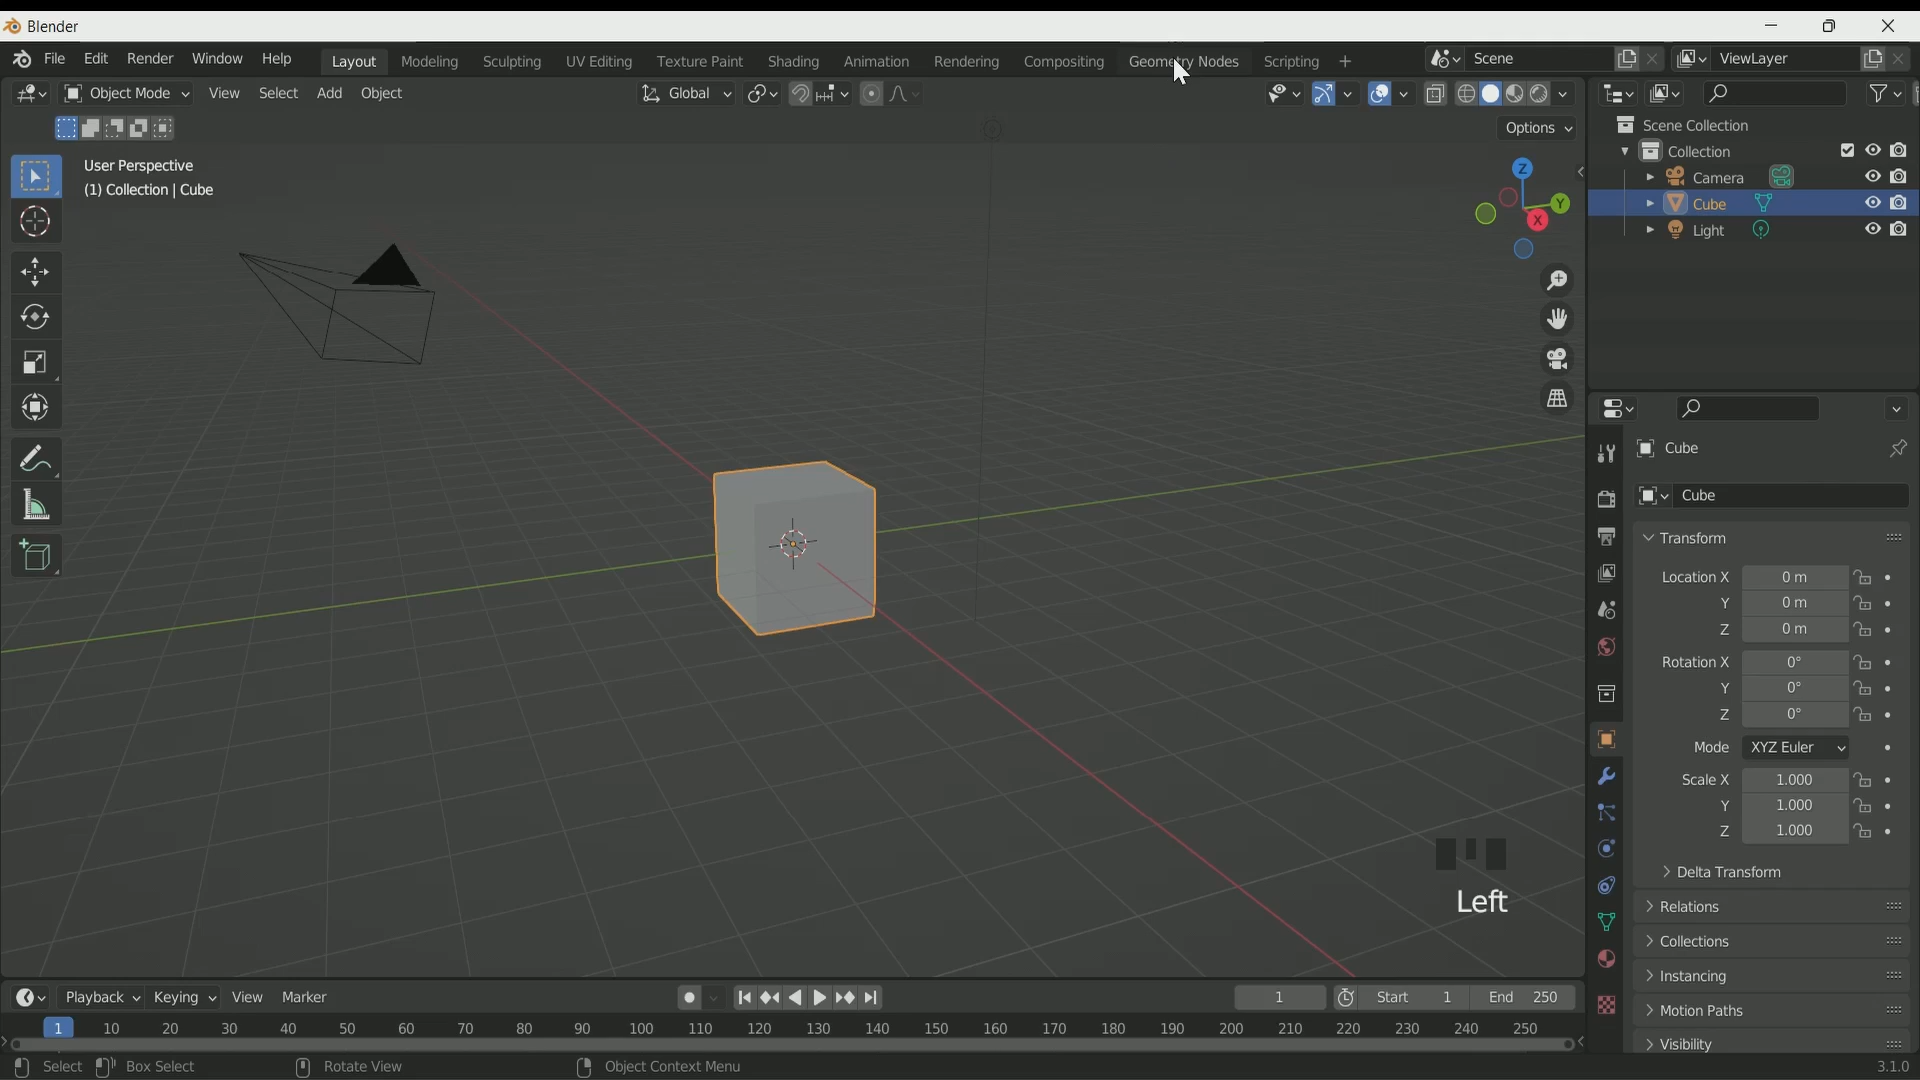 Blender
File Edit Render Window Help Layout Modeling Sculpting UV Editing Texture Paint Shading Animation Rendering Compositing Geometry Nodes Scripting + Scene ViewLayer
Object Mode View Select Add Object Global
Options
User Perspective
(1) Collection | Cube
Z
Y
X
Scene Collection
Collection
Camera
Cube
Light
Cube
Cube
Transform
Location X 0 m
Y 0 m
Z 0 m
Rotation X 0°
Y 0°
Z 0°
Mode XYZ Euler
Scale X 1.000
Y 1.000
Z 1.000
Delta Transform
Relations
Collections
Instancing
Motion Paths
Visibility
Left
Playback Keying View Marker 1 Start 1 End 250
1 10 20 30 40 50 60 70 80 90 100 110 120 130 140 150 160 170 180 190 200 210 220 230 240 250
Select Box Select Rotate View Object Context Menu 3.1.0